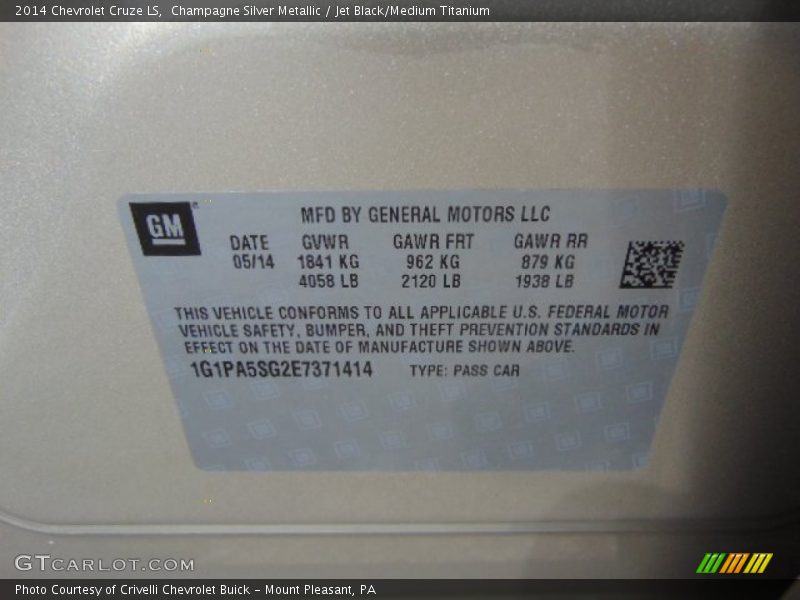 2014 Chevrolet Cruze LS, Champagne Silver Metallic / Jet Black/Medium Titanium
GM
MFD BY GENERAL MOTORS LLC
DATE GVWR GAWR FRT GAWR RR
05/14 1841 KG 962 KG 879 KG
4058 LB 2120 LB 1938 LB
THIS VEHICLE CONFORMS TO ALL APPLICABLE U.S. FEDERAL MOTOR
VEHICLE SAFETY, BUMPER, AND THEFT PREVENTION STANDARDS IN
EFFECT ON THE DATE OF MANUFACTURE SHOWN ABOVE.
1G1PA5SG2E7371414 TYPE: PASS CAR
GTCARLOT.COM
Photo Courtesy of Crivelli Chevrolet Buick - Mount Pleasant, PA